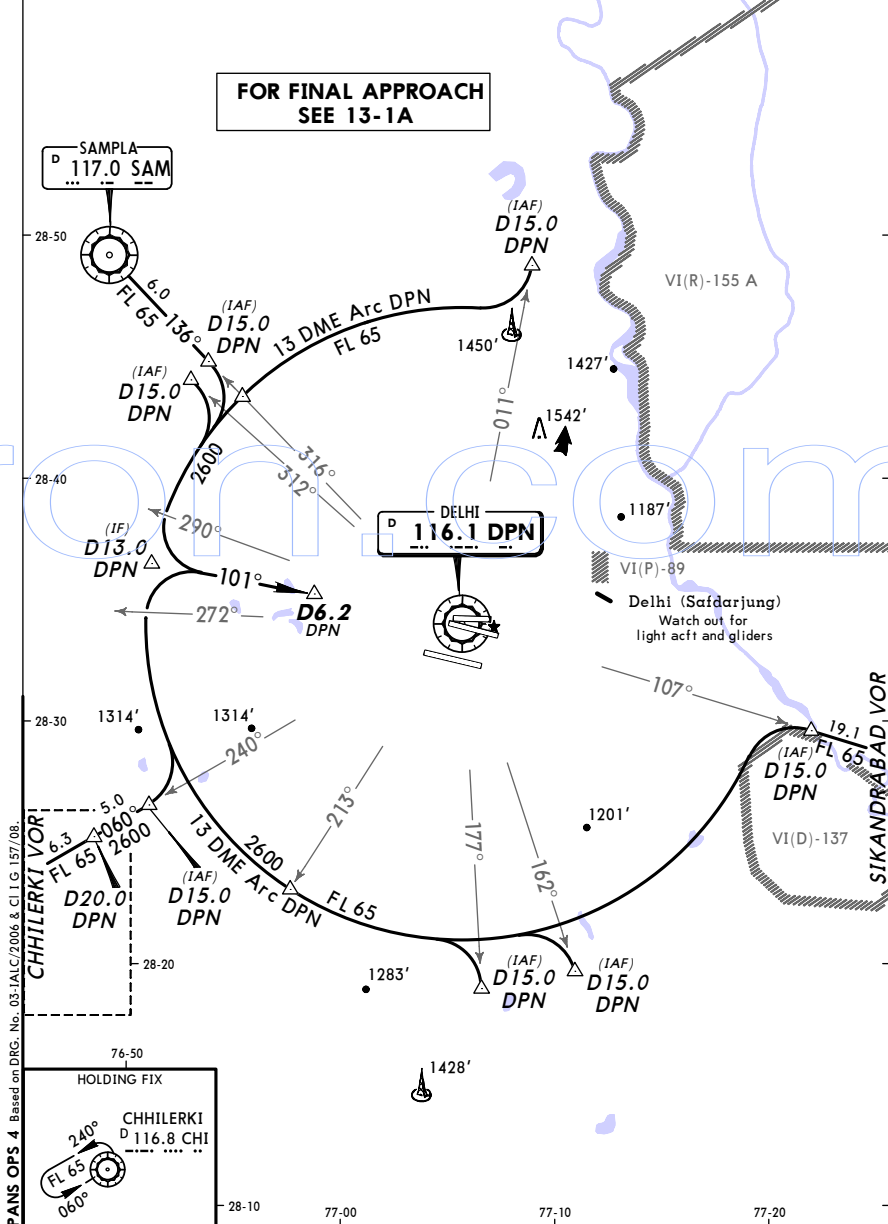 FOR FINAL APPROACH
SEE 13-1A
SAMPLA
D 117.0 SAM
28-50
6.0
FL 65
136°
(IAF)
D15.0
DPN
(IAF)
D15.0
DPN
(IAF)
D15.0
DPN
13 DME Arc DPN
FL 65
1450'
011°
VI(R)-155 A
1427'
1542'
2600
316°
312°
28-40
290°
ron.com
DELHI
D 116.1 DPN
1187'
(IF)
D13.0
DPN
101°
D6.2
DPN
272°
VI(P)-89
Delhi (Safdarjung)
Watch out for
light acft and gliders
107°
28-30
1314'
1314'
240°
213°
177°
162°
1201'
19.1
FL 65
(IAF)
D15.0
DPN
SIKANDRABAD VOR
VI(D)-137
CHHILERKI VOR
6.3
FL 65
5.0
060°
2600
D20.0
DPN
(IAF)
D15.0
DPN
2600
13 DME Arc DPN
FL 65
28-20
1283'
(IAF)
D15.0
DPN
(IAF)
D15.0
DPN
1428'
76-50
HOLDING FIX
CHHILERKI
D 116.8 CHI
240°
FL 65
060°
28-10
77-00
77-10
77-20
PANS OPS 4 Based on DRG. No. 03-IALC/2006 & CI I G 157/08.